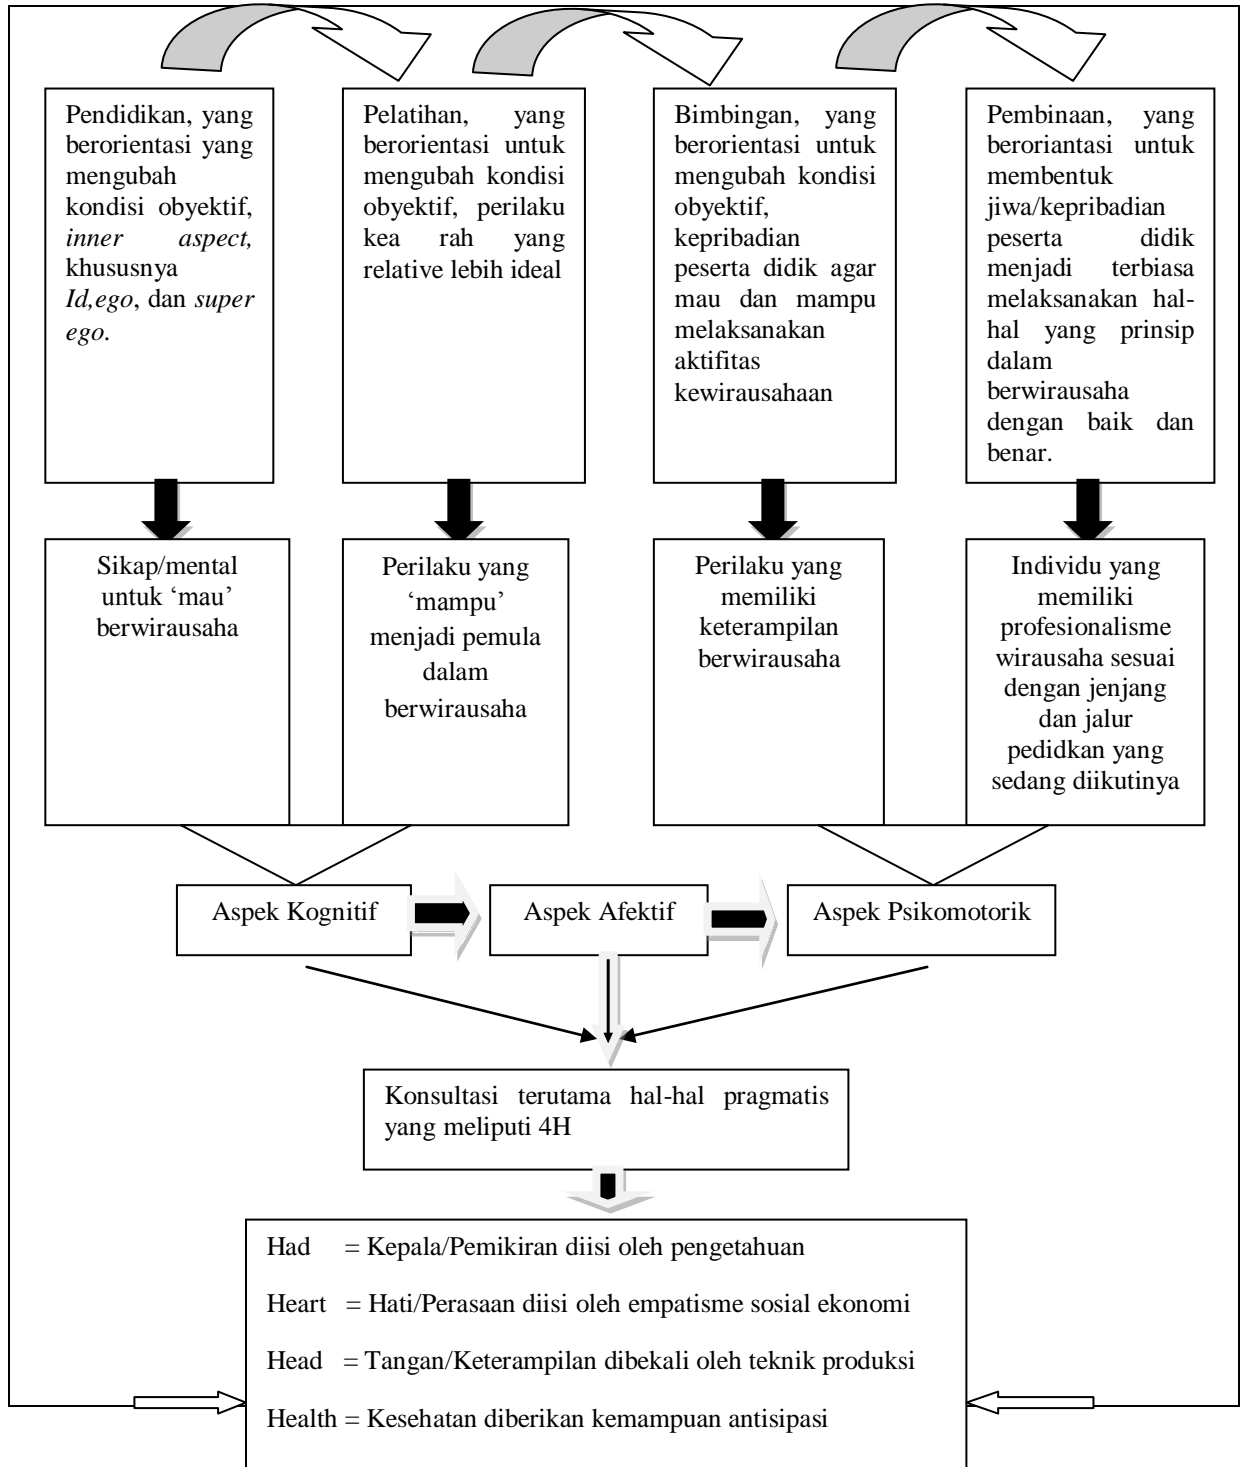 Pendidikan, yang
berorientasi yang
mengubah
kondisi obyektif,
inner aspect,
khususnya
Id,ego, dan super
ego.
Pelatihan, yang
berorientasi untuk
mengubah kondisi
obyektif, perilaku
kea rah yang
relative lebih ideal
Bimbingan, yang
berorientasi untuk
mengubah kondisi
obyektif,
kepribadian
peserta didik agar
mau dan mampu
melaksanakan
aktifitas
kewirausahaan
Pembinaan, yang
beroriantasi untuk
membentuk
jiwa/kepribadian
peserta didik
menjadi terbiasa
melaksanakan hal-
hal yang prinsip
dalam
berwirausaha
dengan baik dan
benar.
Sikap/mental
untuk ‘mau’
berwirausaha
Perilaku yang
‘mampu’
menjadi pemula
dalam
berwirausaha
Perilaku yang
memiliki
keterampilan
berwirausaha
Individu yang
memiliki
profesionalisme
wirausaha sesuai
dengan jenjang
dan jalur
pedidkan yang
sedang diikutinya
Aspek Kognitif
Aspek Afektif
Aspek Psikomotorik
Konsultasi terutama hal-hal pragmatis
yang meliputi 4H
Had = Kepala/Pemikiran diisi oleh pengetahuan
Heart = Hati/Perasaan diisi oleh empatisme sosial ekonomi
Head = Tangan/Keterampilan dibekali oleh teknik produksi
Health = Kesehatan diberikan kemampuan antisipasi